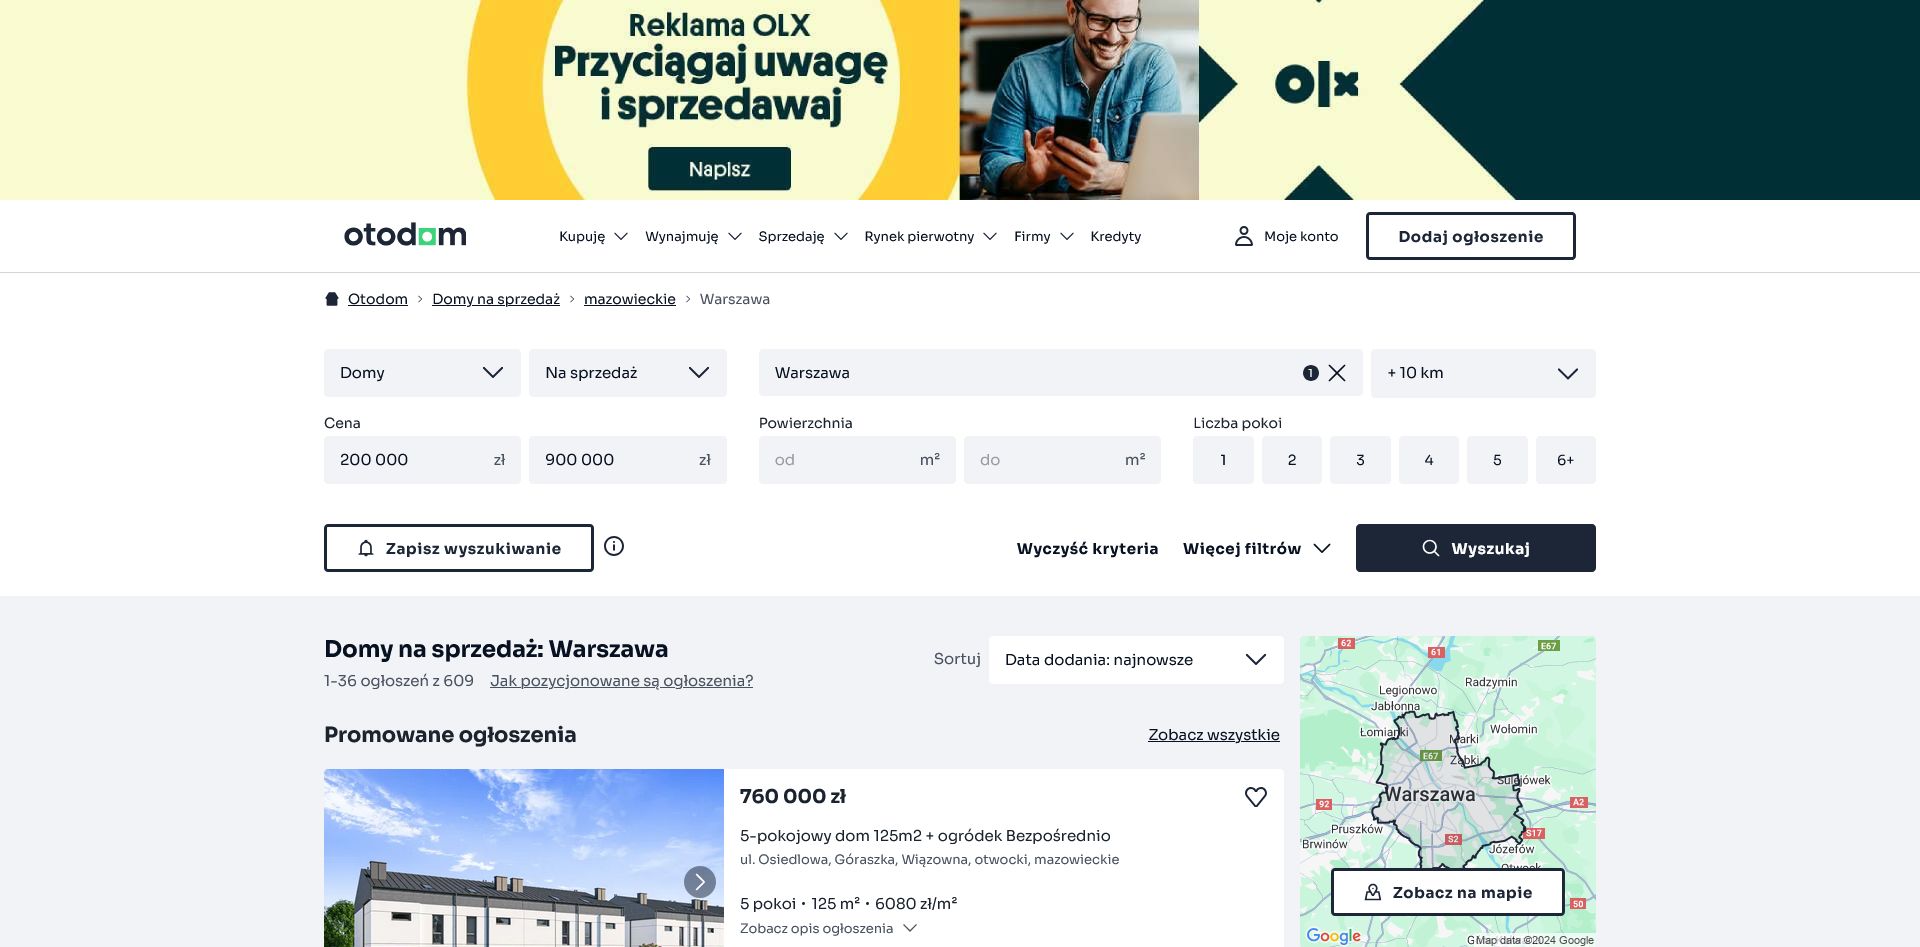 Reklama OLX
Przyciągaj uwagę
i sprzedawaj
Napisz
olx
otodom
Kupuję
Wynajmuję
Sprzedaję
Rynek pierwotny
Firmy
Kredyty
Moje konto
Dodaj ogłoszenie
Otodom > Domy na sprzedaż > mazowieckie > Warszawa
Domy
Na sprzedaż
Warszawa
1
+ 10 km
Cena
200 000 zł
900 000 zł
Powierzchnia
od m²
do m²
Liczba pokoi
1
2
3
4
5
6+
Zapisz wyszukiwanie
Wyczyść kryteria
Więcej filtrów
Wyszukaj
Domy na sprzedaż: Warszawa
1-36 ogłoszeń z 609
Jak pozycjonowane są ogłoszenia?
Sortuj
Data dodania: najnowsze
Promowane ogłoszenia
Zobacz wszystkie
760 000 zł
5-pokojowy dom 125m2 + ogródek Bezpośrednio
ul. Osiedlowa, Góraszka, Wiązowna, otwocki, mazowieckie
5 pokoi • 125 m² • 6080 zł/m²
Zobacz opis ogłoszenia
62
61
E67
Radzymin
Legionowo
Jabłonna
Łomianki
Marki
Wołomin
E67
Ząbki
Sulejówek
Warszawa
92
A2
Pruszków
S17
S2
Brwinów
Józefów
Otwock
Zobacz na mapie
50
Google
Map data ©2024 Google